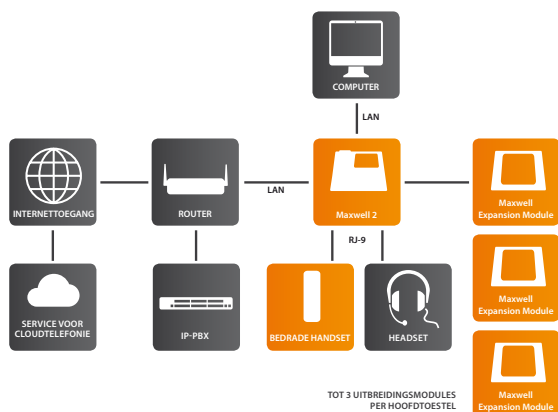 COMPUTER
LAN
INTERNETTOEGANG
ROUTER
LAN
Maxwell 2
Maxwell
Expansion Module
RJ-9
SERVICE VOOR
CLOUDTELEFONIE
IP-PBX
BEDRADE HANDSET
HEADSET
Maxwell
Expansion Module
TOT 3 UITBREIDINGSMODULES
PER HOOFDTOESTEL
Maxwell
Expansion Module